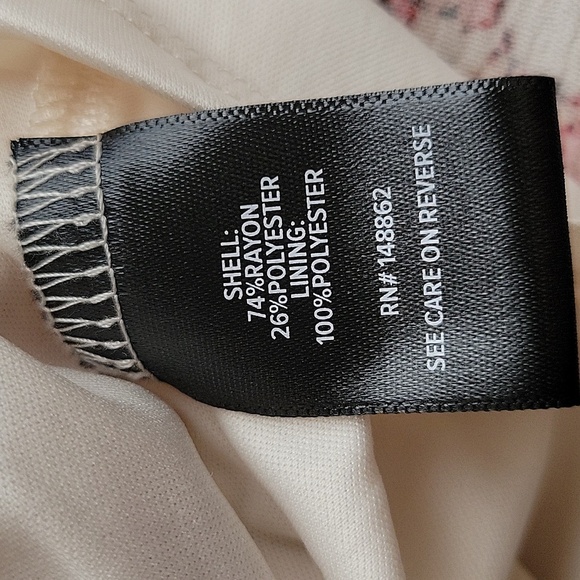 SHELL:
74%RAYON
26%POLYESTER
LINING:
100%POLYESTER
RN#148862
SEE CARE ON REVERSE